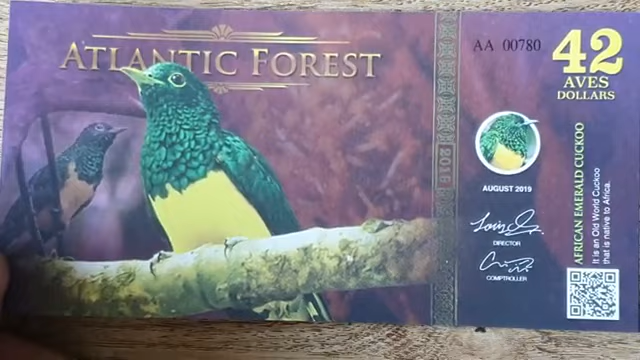 ATLANTIC FOREST
AA 00780
42
AVES
DOLLARS
2016
AUGUST 2019
DIRECTOR
COMPTROLLER
AFRICAN EMERALD CUCKOO
It is an Old World Cuckoo
that is native to Africa.